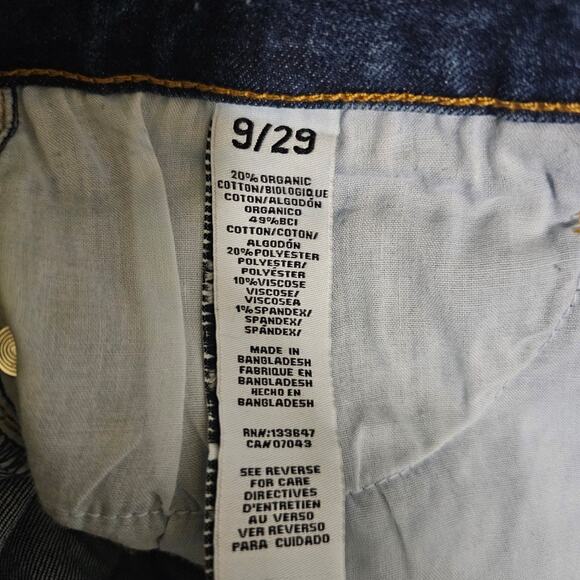 9/29
20% ORGANIC
COTTON/BIOLOGIQUE
COTON/ALGODÓN
ORGANICO
49%BCI
COTTON/COTON/
ALGODÓN
20%POLYESTER
POLYESTER/
POLYÉSTER
10%VISCOSE
VISCOSE/
VISCOSEA
1%SPANDEX/
SPANDEX/
SPÁNDEX/
MADE IN
BANGLADESH
FABRIQUE EN
BANGLADESH
HECHO EN
BANGLADESH
RN#:133647
CA# 07043
SEE REVERSE
FOR CARE
DIRECTIVES
D'ENTRETIEN
AU VERSO
VER REVERSO
PARA CUIDADO